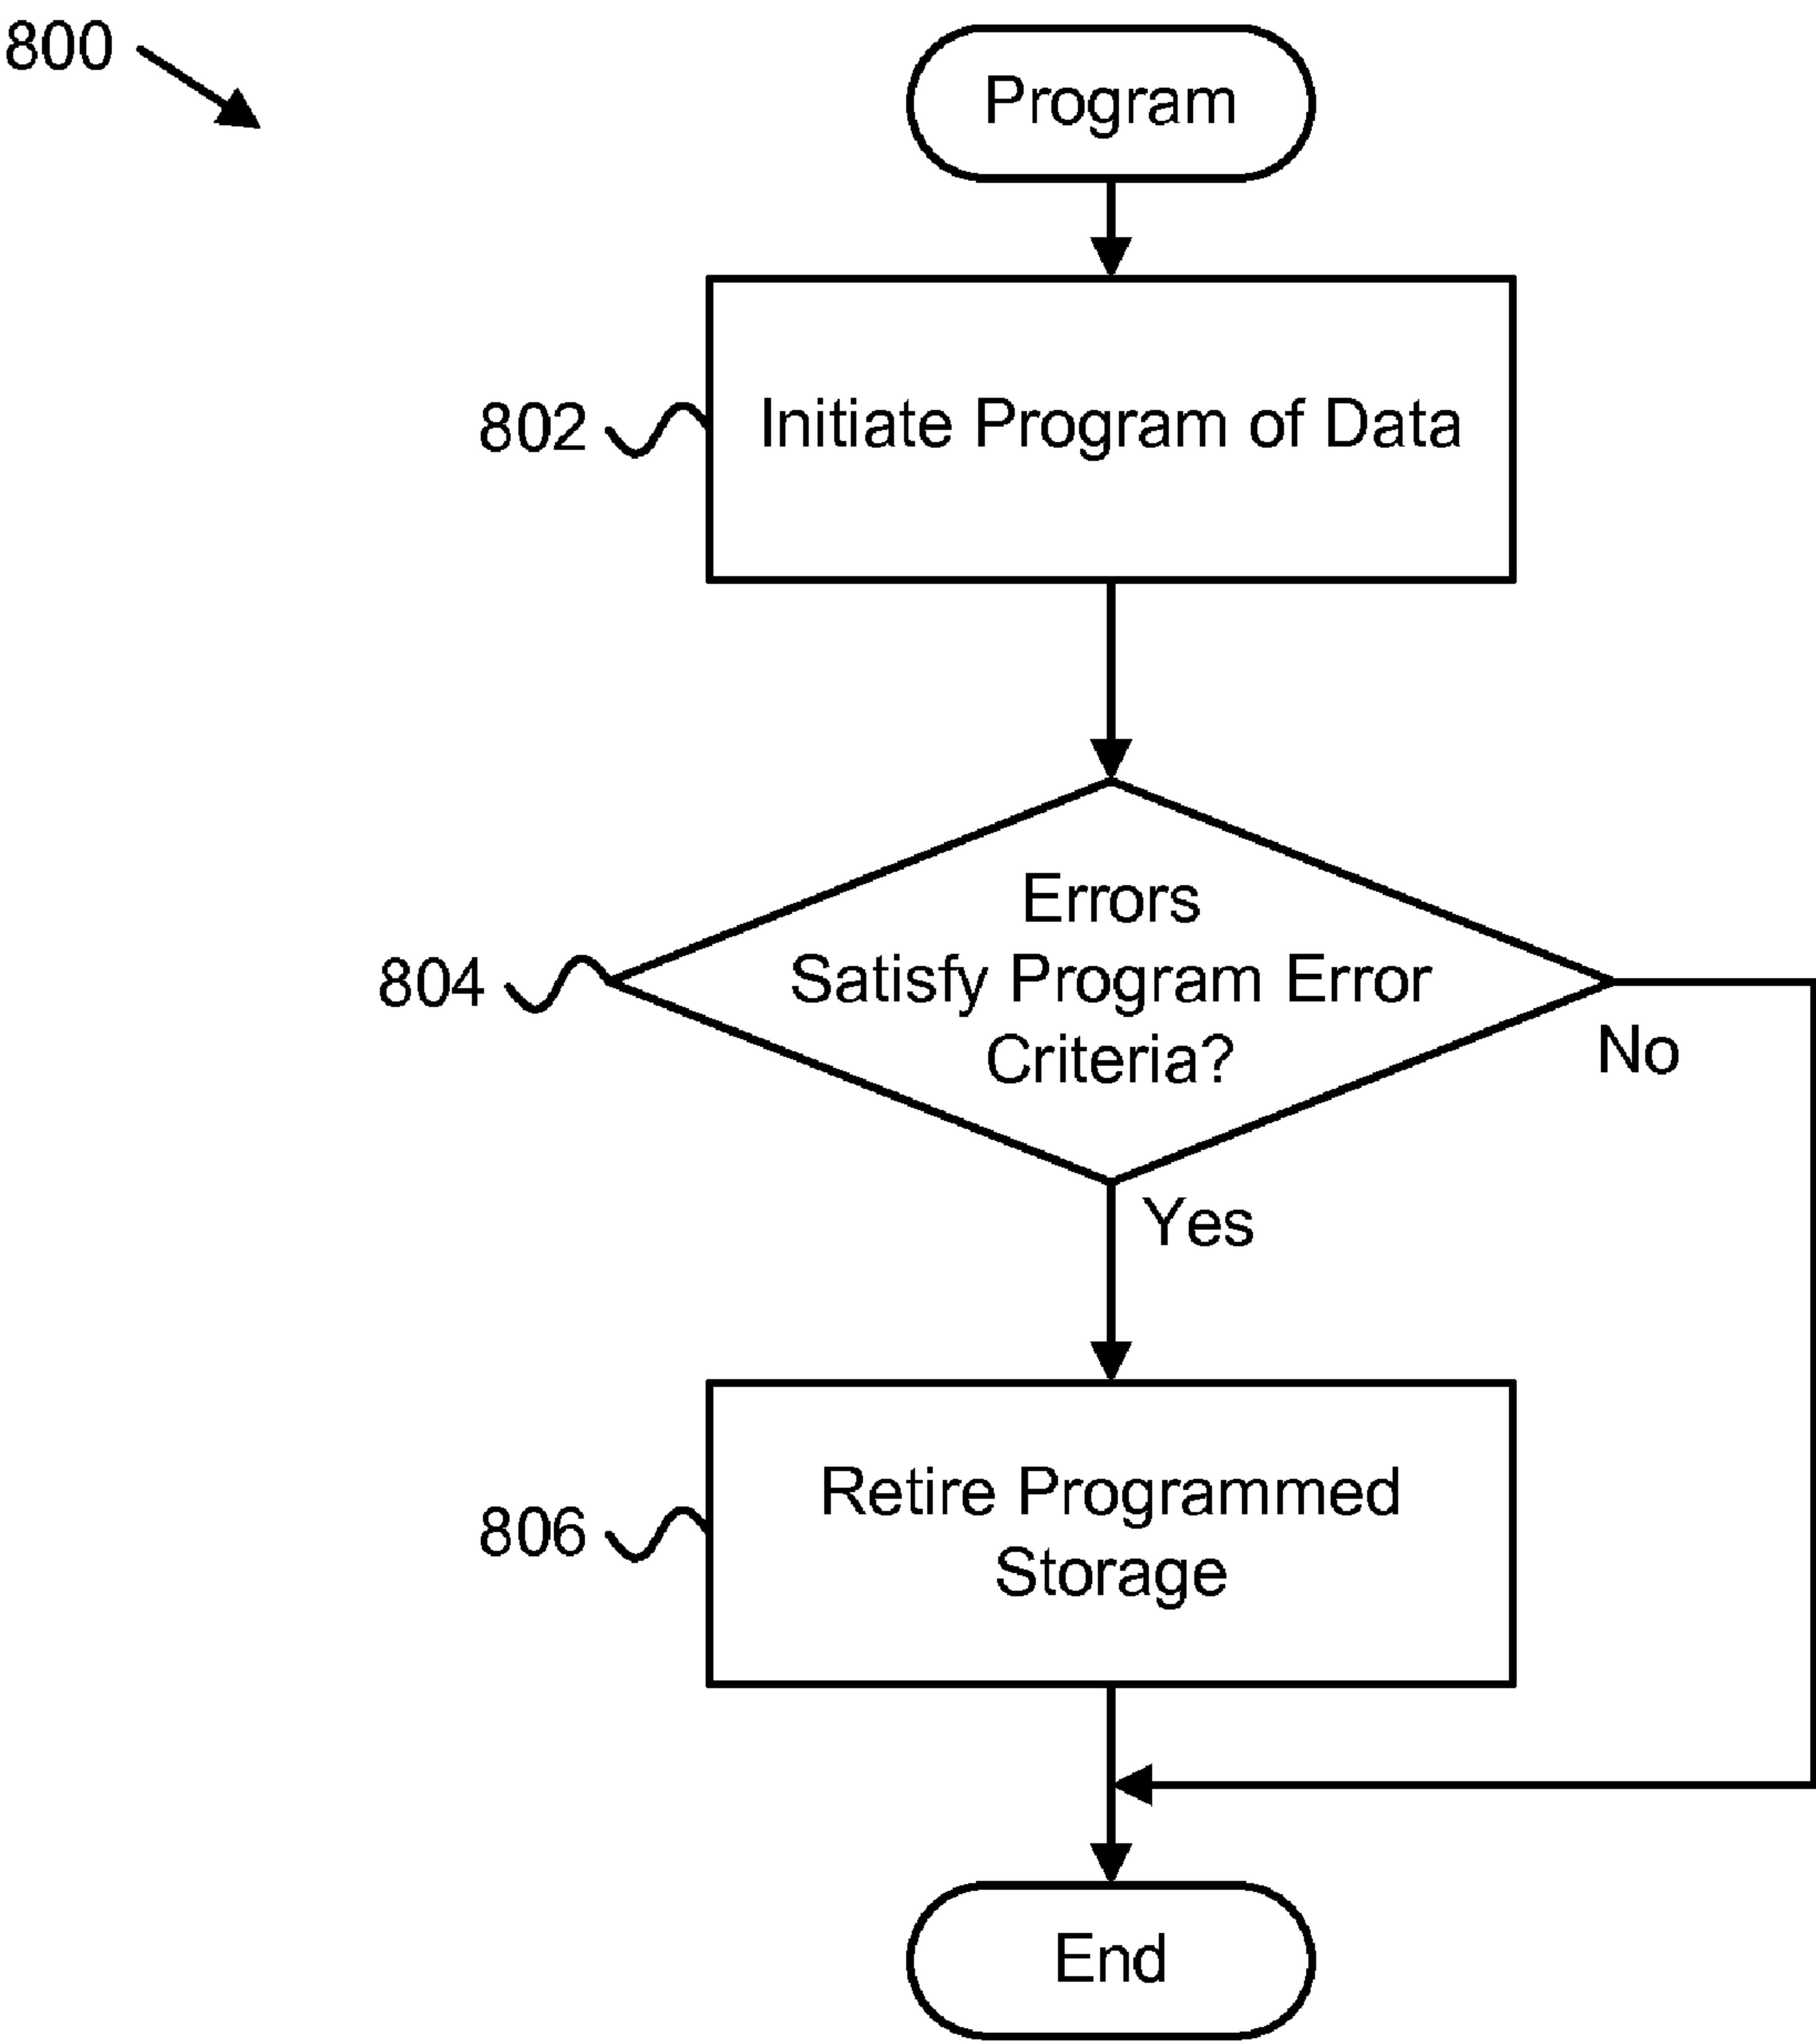 800
Program
802
Initiate Program of Data
Errors
804
Satisfy Program Error
Criteria?
No
Yes
Retire Programmed
806
Storage
End